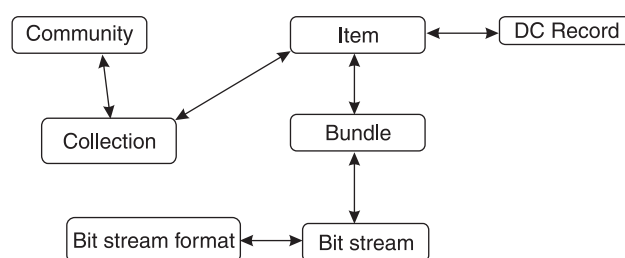 Community
Item
DC Record
Collection
Bundle
Bit stream format
Bit stream